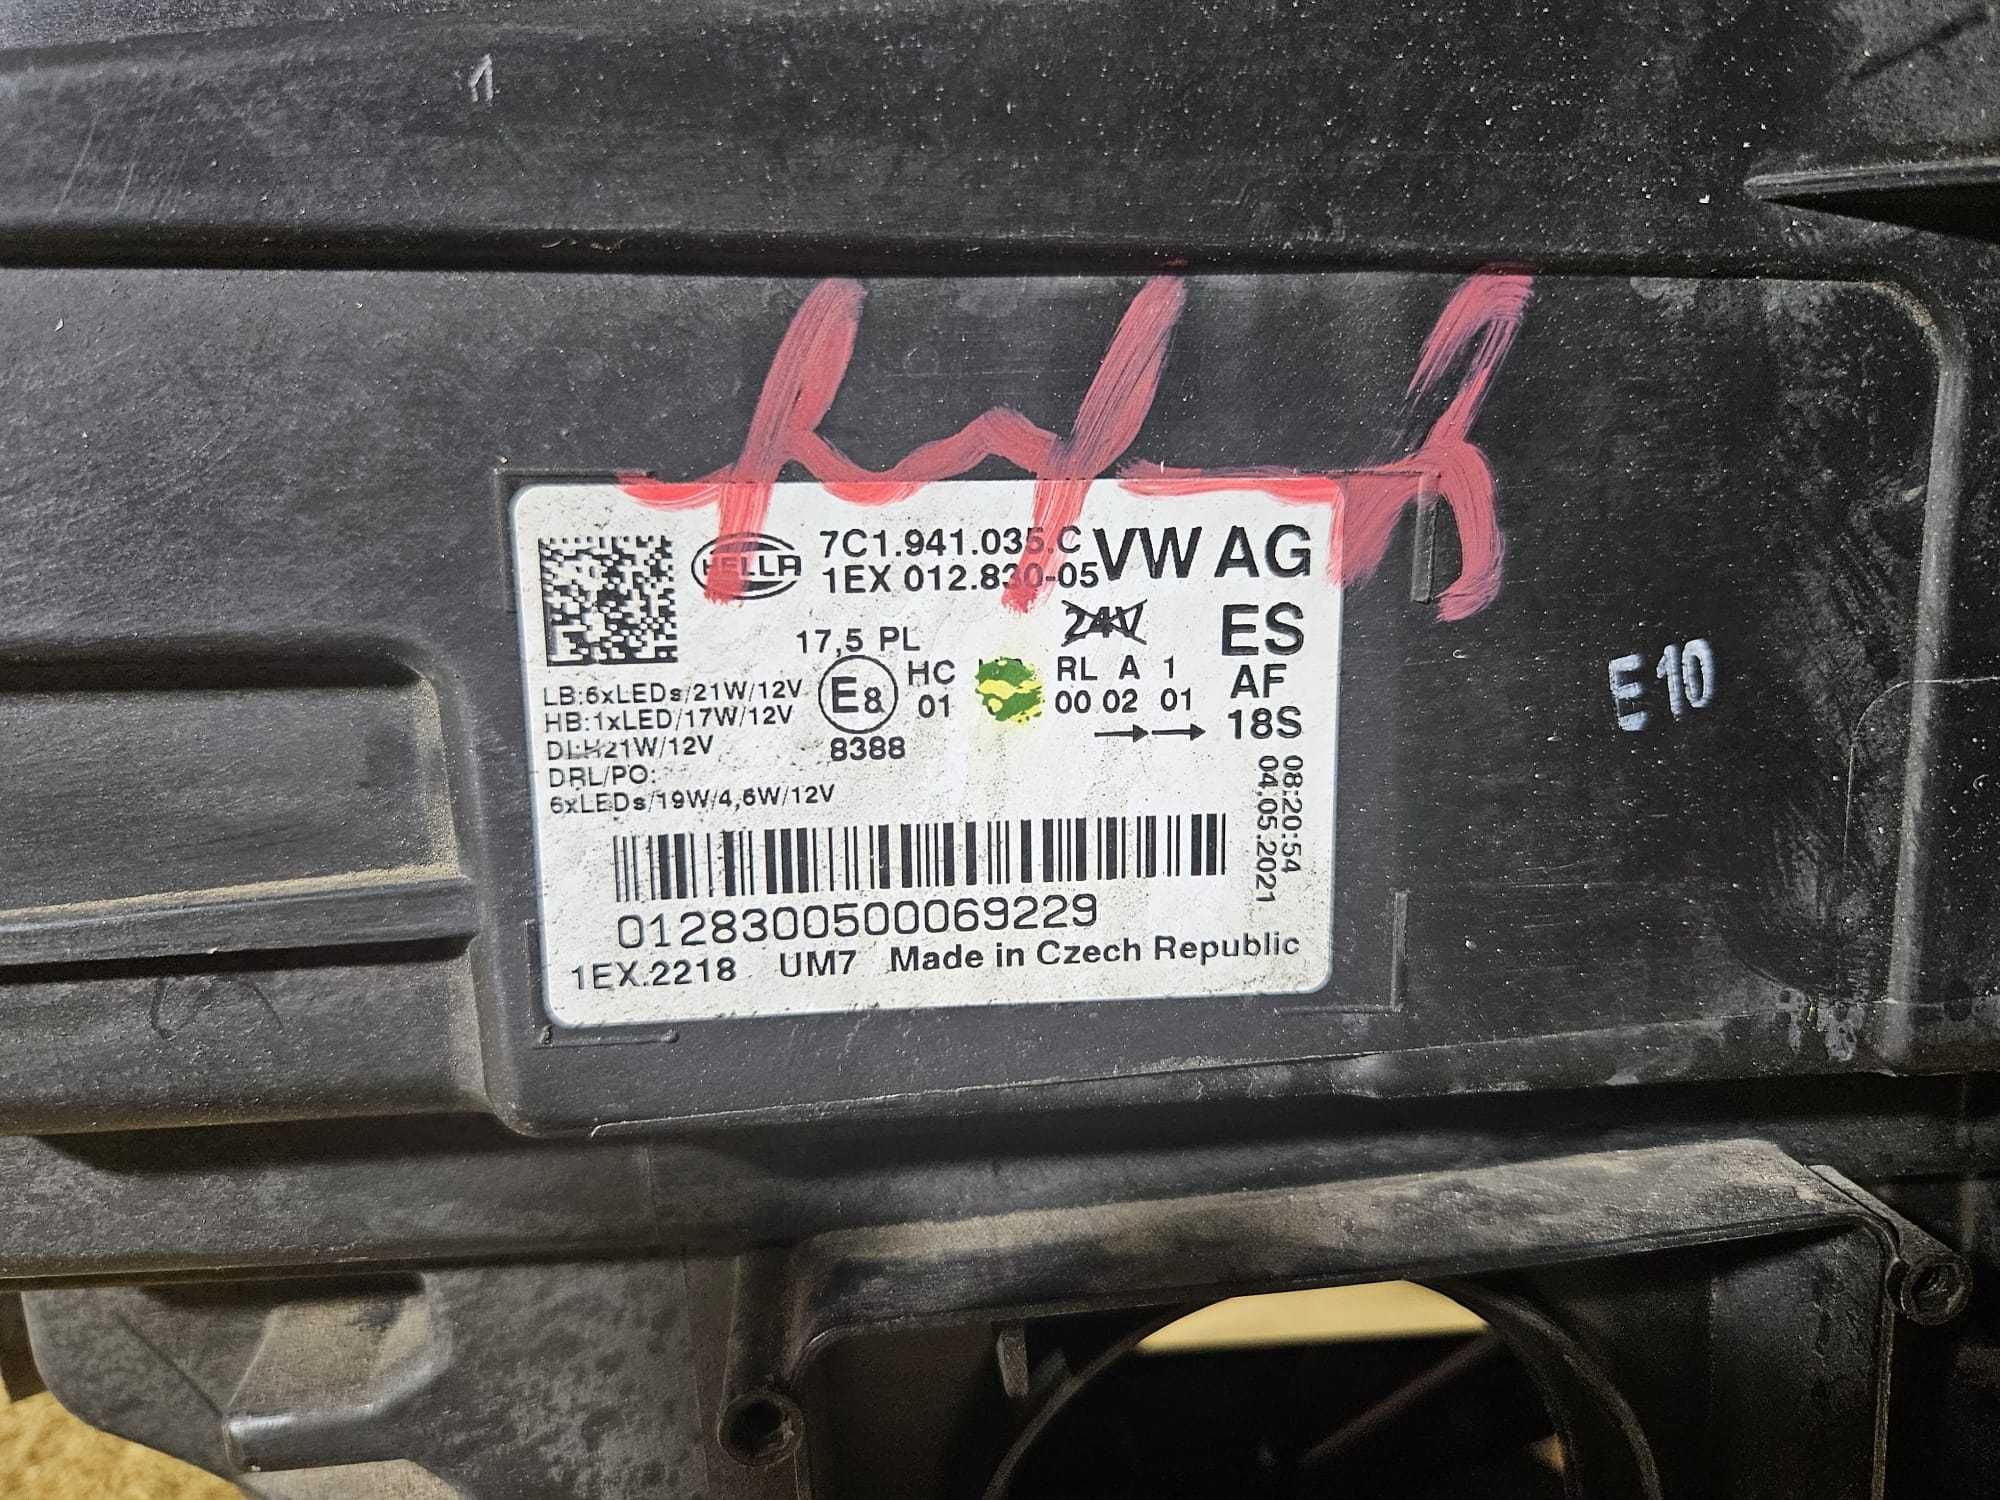 1
7C1.941.035.C VW AG
HELLA
1EX 012.830-05
24V
ES
17,5 PL
HC RL A 1
AF
E8
01 00 02 01
18S
LB:6xLEDs/21W/12V
HB:1xLED/17W/12V
DLH21W/12V
8388
DRL/PO:
6xLEDs/19W/4,6W/12V
08:20:54
04.05.2021
0128300500069229
1EX.2218 UM7 Made in Czech Republic
E10